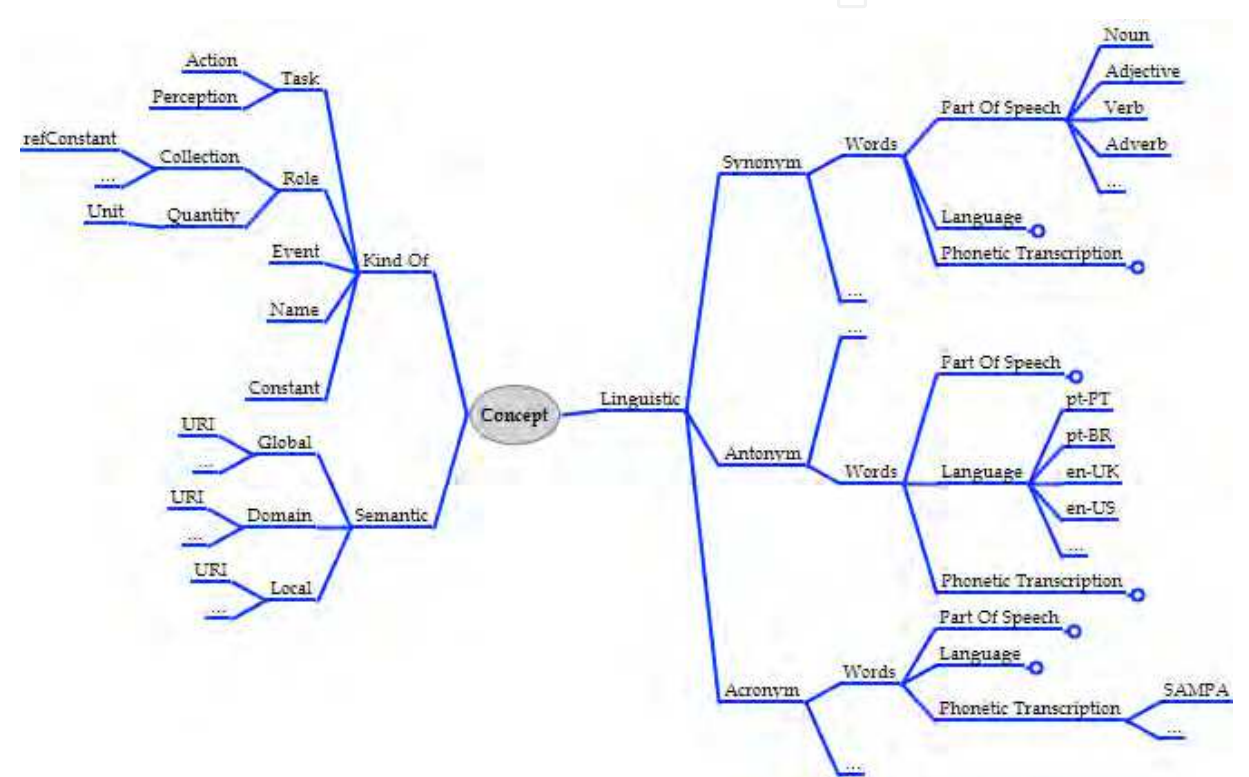 Concept
Kind Of
Task
Action
Perception
Role
Collection
refConstant
...
Quantity
Unit
Event
Name
Constant
Semantic
Global
URI
...
Domain
URI
...
Local
URI
...
Linguistic
Synonym
Words
Part Of Speech
Noun
Adjective
Verb
Adverb
...
Language
Phonetic Transcription
...
Antonym
...
Words
Part Of Speech
Language
pt-PT
pt-BR
en-UK
en-US
...
Phonetic Transcription
Acronym
Words
Part Of Speech
Language
Phonetic Transcription
SAMPA
...
...